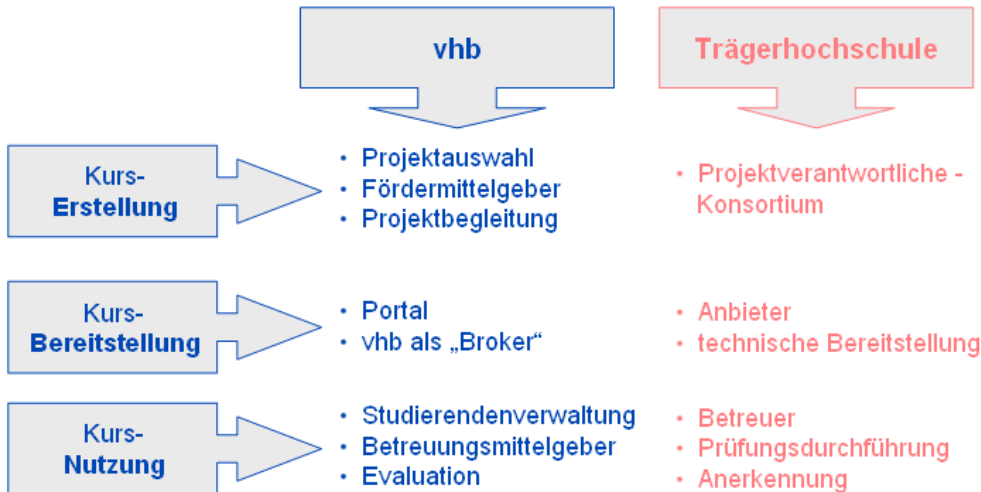 vhb
Trägerhochschule
Kurs-
Erstellung
• Projektauswahl
• Fördermittelgeber
• Projektbegleitung
• Projektverantwortliche -
Konsortium
Kurs-
Bereitstellung
• Portal
• vhb als „Broker“
• Anbieter
• technische Bereitstellung
Kurs-
Nutzung
• Studierendenverwaltung
• Betreuungsmittelgeber
• Evaluation
• Betreuer
• Prüfungsdurchführung
• Anerkennung